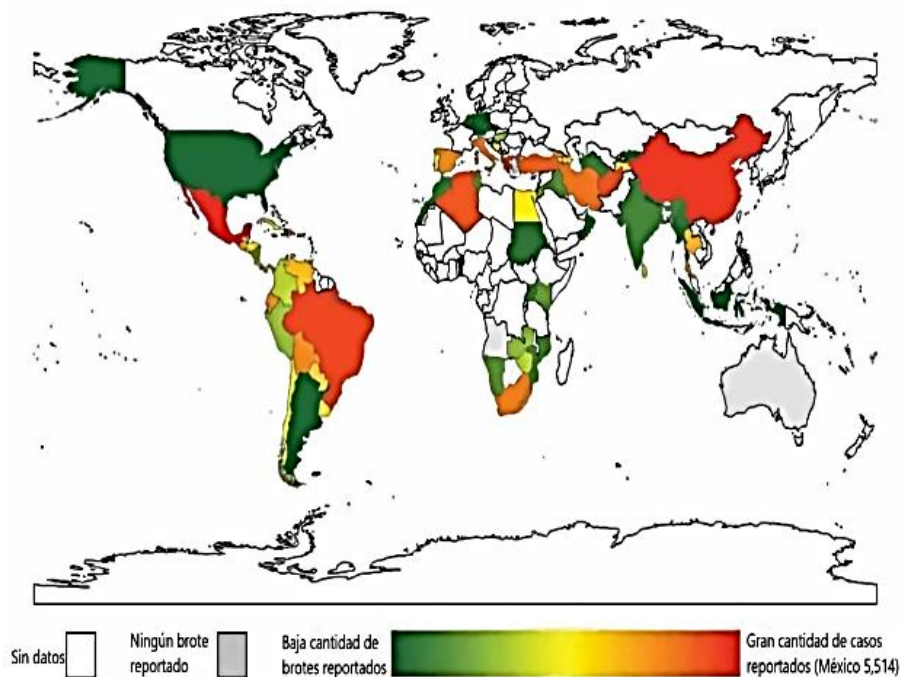 Sin datos
Ningún brote
reportado
Baja cantidad de
brotes reportados
Gran cantidad de casos
reportados (México 5,514)